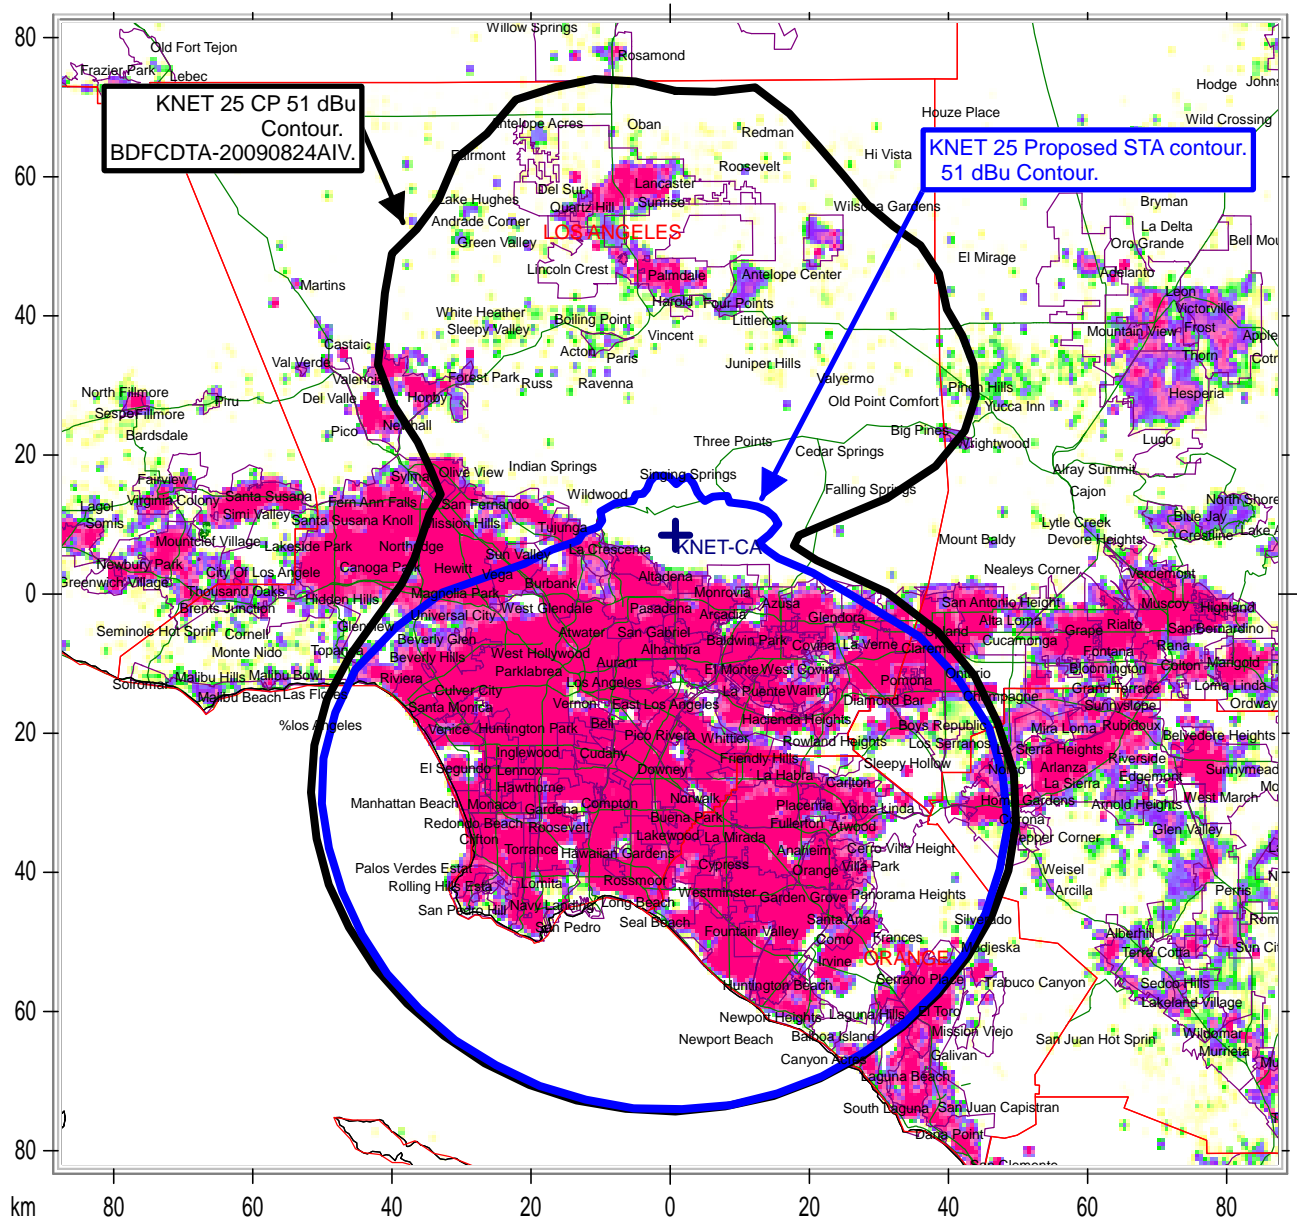 KNET 25 CP 51 dBu
Contour.
BDFCDTA-20090824AIV.
KNET 25 Proposed STA contour.
51 dBu Contour.
80
60
40
20
0
20
40
60
80
km
80
60
40
20
0
20
40
60
80
Willow Springs
Old Fort Tejon
Rosamond
Frazier Park
Lebec
Hodge
Houze Place
Wild Crossing
Oban
Redman
Fairmont
Hi Vista
Roosevelt
Lancaster
Del Sur
Lake Hughes
Quartz Hill
Sunrise
Wilsona Gardens
Bryman
Andrade Corner
LOS ANGELES
La Delta
Green Valley
Oro Grande
El Mirage
Lincoln Crest
Palmdale
Antelope Center
Adelanto
Martins
Leon
Harold
Four Points
Victorville
White Heather
Boiling Point
Littlerock
Sleepy Valley
Mountain View
Frost
Vincent
Castaic
Acton
Paris
Thorn
Val Verde
Juniper Hills
Forest Park
Russ
Ravenna
Valyermo
Pinon Hills
North Fillmore
Piru
Del Valle
Honby
Old Point Comfort
Hesperia
Yucca Inn
Fillmore
Bardsdale
Pico
Newhall
Big Pines
Wrightwood
Three Points
Lugo
Cedar Springs
Indian Springs
Olive View
Singing Springs
Alray Summit
Fairview
Sylmar
Wildwood
Falling Springs
Cajon
Virginia Colony
Santa Susana
Fern Ann Falls
San Fernando
North Shore
Simi Valley
Santa Susana Knoll
Mission Hills
Tujunga
Somis
Lytle Creek
Blue Jay
Crestline
Mountclef Village
Lakeside Park
Northridge
Sun Valley
La Crescenta
KNET-CA
Mount Baldy
Devore Heights
Newbury Park
City Of Los Angele
Canoga Park
Hewitt
Vega
Burbank
Altadena
Nealeys Corner
Verdemont
Greenwich Village
Thousand Oaks
Hidden Hills
Magnolia Park
Monrovia
Azusa
San Antonio Height
Brents Junction
Universal City
West Glendale
Pasadena
Arcadia
Glendora
Alta Loma
Muscoy
Highland
Seminole Hot Sprin
Cornell
Glenview
Beverly Glen
Atwater
San Gabriel
Baldwin Park
Covina
La Verne
Claremont
Upland
Cucamonga
Grape
Rialto
San Bernardino
Monte Nido
Topanga
Beverly Hills
West Hollywood
Alhambra
Fontana
Rana
Parklabrea
Aurant
El Monte
West Covina
Bloomington
Colton
Marigold
Solromar
Malibu Hills
Malibu Bowl
Riviera
Los Angeles
La Puente
Walnut
Pomona
Ontario
Grand Terrace
Loma Linda
Malibu Beach
Las Flores
Culver City
Santa Monica
Vernon
East Los Angeles
Diamond Bar
Champagne
Sunnyslope
Ordway
%los Angeles
Venice
Huntington Park
Bell
Pico Rivera
Whittier
Hacienda Heights
Boys Republic
Mira Loma
Rubidoux
Belvedere Heights
Rowland Heights
Los Serranos
La Sierra Heights
Inglewood
Cudahy
Friendly Hills
Sleepy Hollow
Riverside
El Segundo
Lennox
Downey
La Habra
Norco
Arlanza
Edgemont
Sunnymead
Hawthorne
Carlton
La Sierra
Manhattan Beach
Monaco
Gardena
Compton
Norwalk
Placentia
Yorba Linda
Home Gardens
Arnold Heights
West March
Redondo Beach
Roosevelt
Buena Park
Fullerton
Atwood
Corona
Glen Valley
Clifton
Lakewood
La Mirada
Pepper Corner
Torrance
Hawaiian Gardens
Anaheim
Cerro Villa Height
Palos Verdes Estat
Cypress
Orange
Villa Park
Weisel
Rolling Hills Esta
Lomita
Rossmoor
Westminster
Garden Grove
Panorama Heights
Arcilla
Perris
San Pedro Hill
Navy Landing
Long Beach
Santa Ana
Silverado
San Pedro
Seal Beach
Fountain Valley
Como
Frances
Modjeska
Alberhill
Irvine
ORANGE
Terra Cotta
Huntington Beach
Serrano Place
Trabuco Canyon
Sedco Hills
Newport Heights
Laguna Hills
El Toro
Lakeland Village
Newport Beach
Balboa Island
Mission Viejo
San Juan Hot Sprin
Wildomar
Canyon Acres
Galivan
Murrieta
Laguna Beach
South Laguna
San Juan Capistran
Dana Point